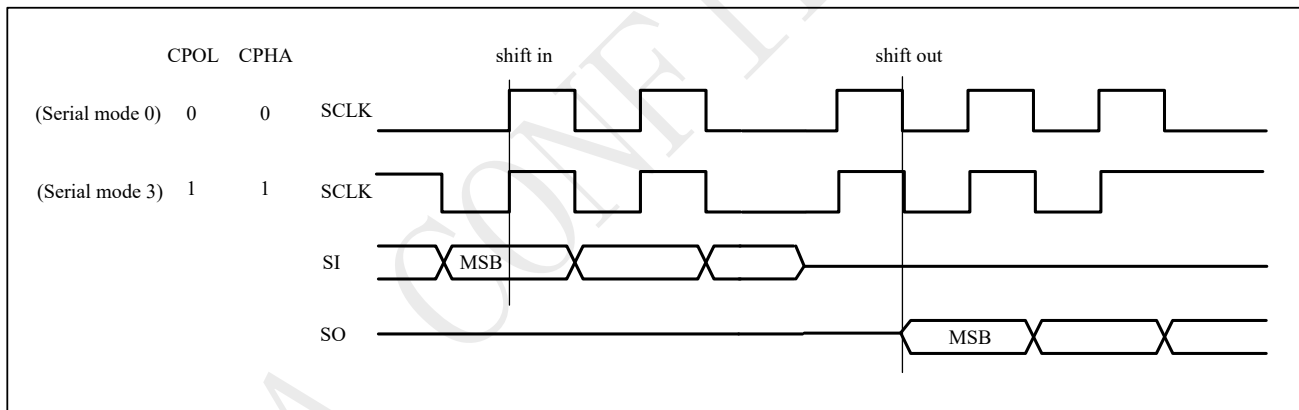 CPOL CPHA shift in shift out
(Serial mode 0) 0 0 SCLK
(Serial mode 3) 1 1 SCLK
SI MSB
SO MSB